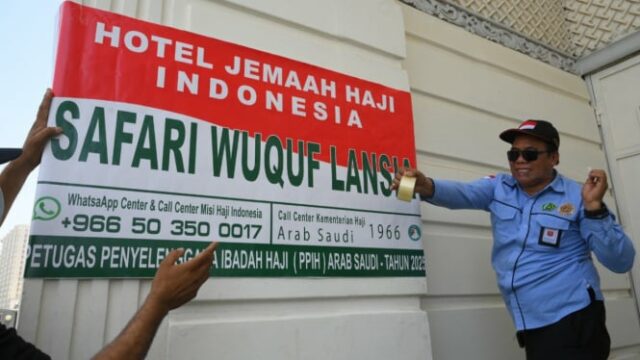 HOTEL JEMAAH HAJI
INDONESIA
SAFARI WUQUF LANSIA
WhatsApp Center & Call Center Misi Haji Indonesia
+966 50 350 0017
Call Center Kementerian Haji
Arab Saudi 1966
PETUGAS PENYELENGGARA IBADAH HAJI ( PPIH ) ARAB SAUDI - TAHUN